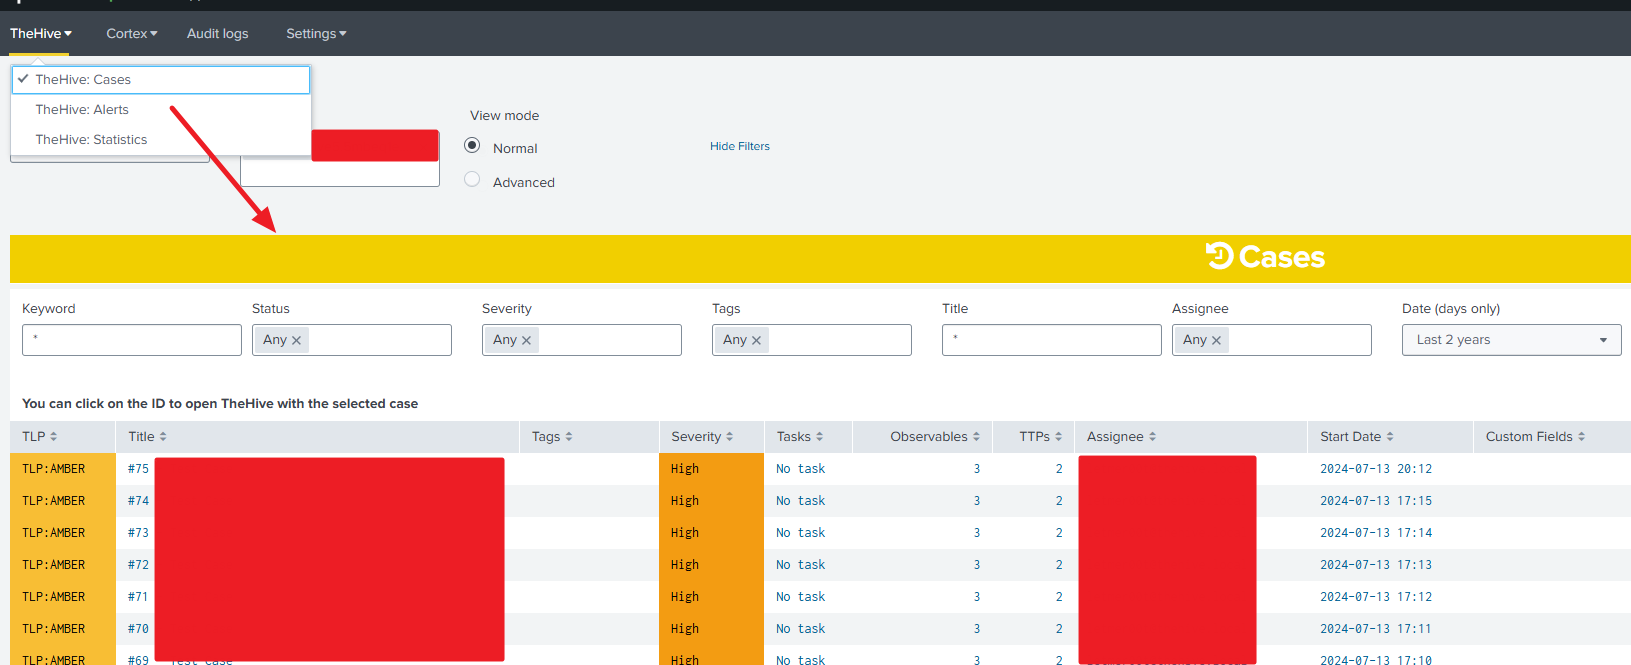 TheHive Cortex Audit logs Settings
TheHive: Cases
TheHive: Alerts
TheHive: Statistics
View mode
Normal
Advanced
Hide Filters
Cases
Keyword Status Severity Tags Title Assignee Date (days only)
* Any × Any × Any × * Any × Last 2 years
You can click on the ID to open TheHive with the selected case
TLP Title Tags Severity Tasks Observables TTPs Assignee Start Date Custom Fields
TLP:AMBER #75 High No task 3 2 2024-07-13 20:12
TLP:AMBER #74 High No task 3 2 2024-07-13 17:15
TLP:AMBER #73 High No task 3 2 2024-07-13 17:14
TLP:AMBER #72 High No task 3 2 2024-07-13 17:13
TLP:AMBER #71 High No task 3 2 2024-07-13 17:12
TLP:AMBER #70 High No task 3 2 2024-07-13 17:11
TLP:AMBER #69 Test Case High No task 3 2 2024-07-13 17:10